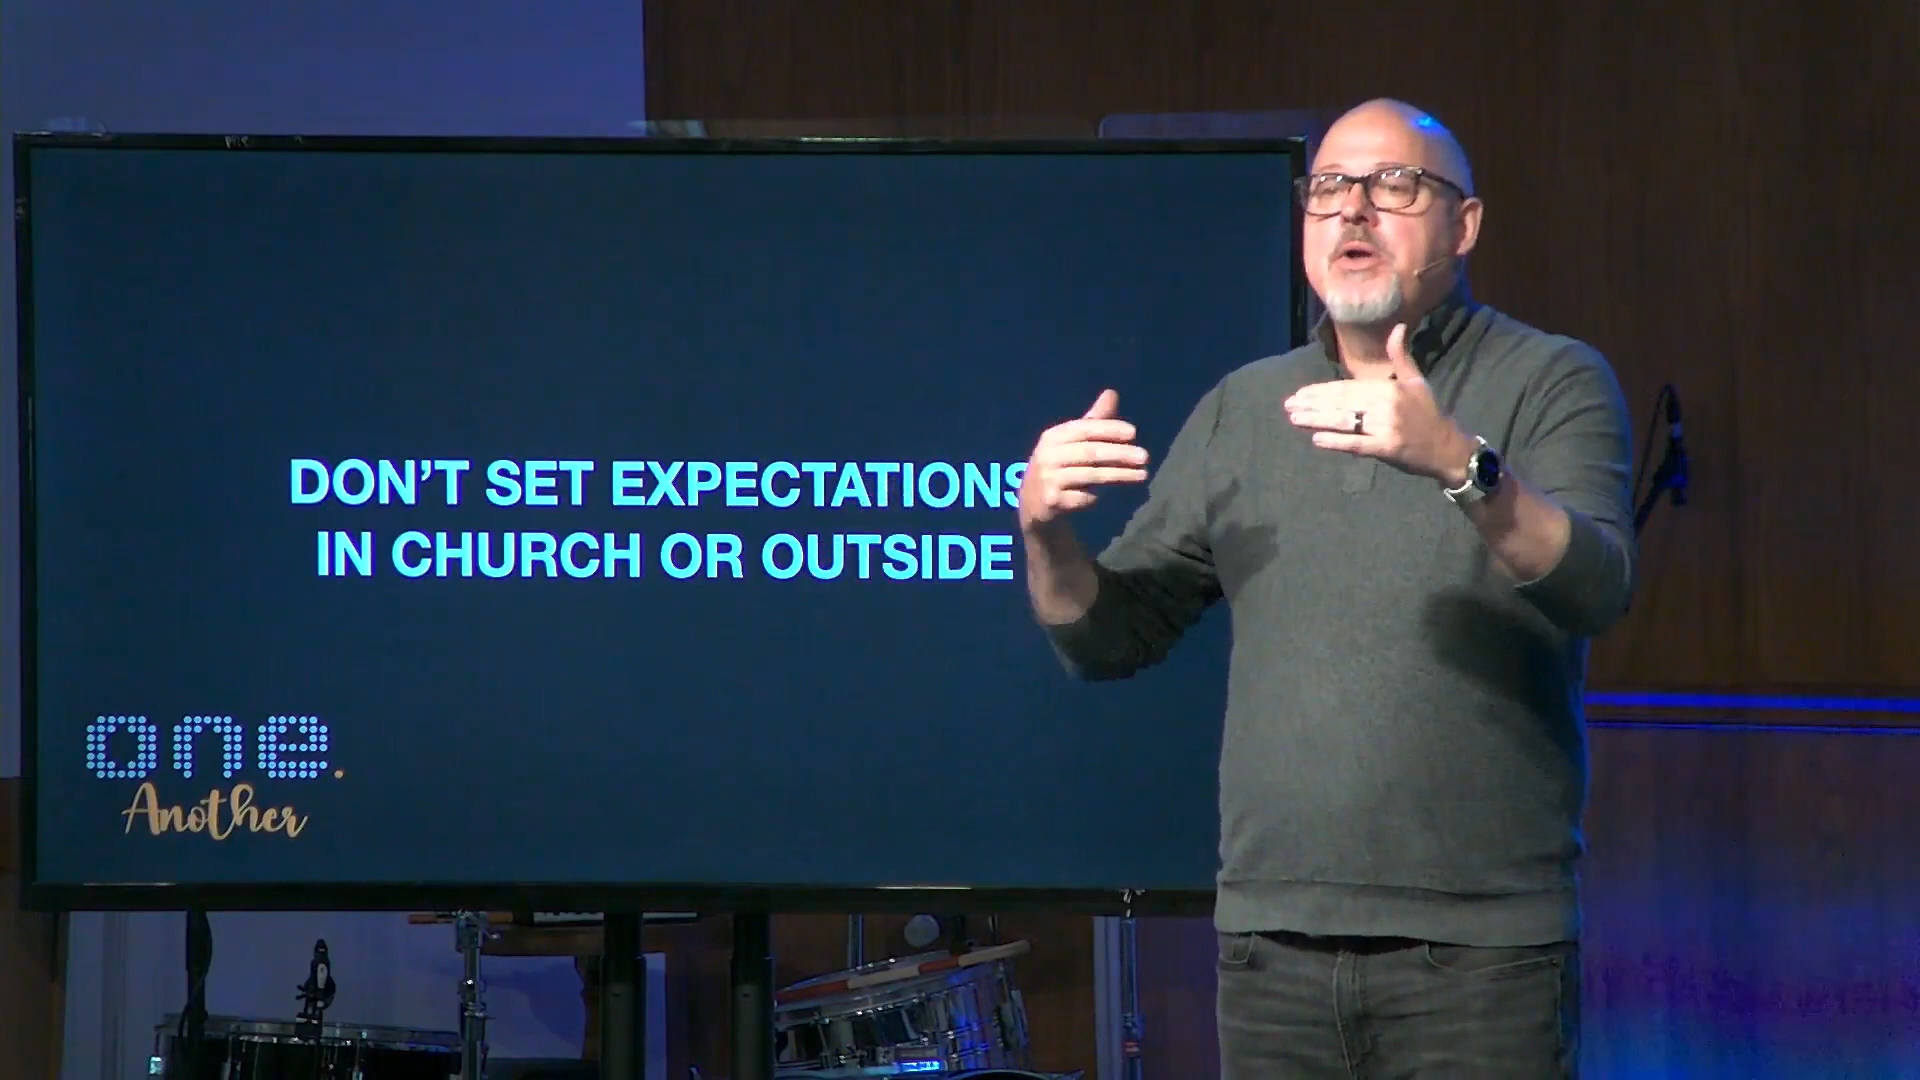 DON'T SET EXPECTATIONS
IN CHURCH OR OUTSIDE
one.
Another